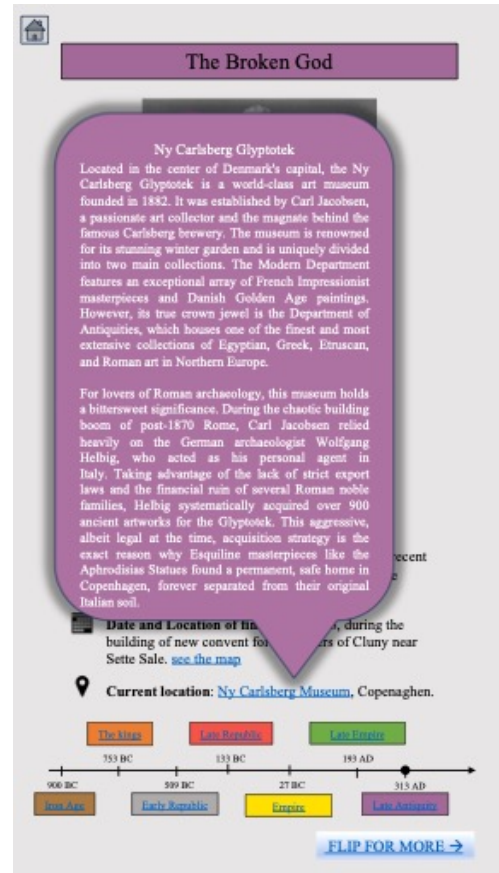 The Broken God
Ny Carlsberg Glyptotek
Located in the center of Denmark's capital, the Ny
Carlsberg Glyptotek is a world-class art museum
founded in 1882. It was established by Carl Jacobsen,
a passionate art collector and the magnate behind the
famous Carlsberg brewery. The museum is renowned
for its stunning winter garden and is uniquely divided
into two main collections. The Modern Department
features an exceptional array of French Impressionist
masterpieces and Danish Golden Age paintings.
However, its true crown jewel is the Department of
Antiquities, which houses one of the finest and most
extensive collections of Egyptian, Greek, Etruscan,
and Roman art in Northern Europe.
For lovers of Roman archaeology, this museum holds
a bittersweet significance. During the chaotic building
boom of post-1870 Rome, Carl Jacobsen relied
heavily on the German archaeologist Wolfgang
Helbig, who acted as his personal agent in
Italy. Taking advantage of the lack of strict export
laws and the financial ruin of several Roman noble
families, Helbig systematically acquired over 900
ancient artworks for the Glyptotek. This aggressive,
albeit legal at the time, acquisition strategy is the
exact reason why Esquiline masterpieces like the
Aphrodisias Statues found a permanent, safe home in
Copenhagen, forever separated from their original
Italian soil.
Date and Location of , during the
building of new convent for of Cluny near
Sette Sale. see the map
Current location: Ny Carlsberg Museum, Copenaghen.
The kings Late Republic Late Empire
753 BC 133 BC 193 AD
900 BC 509 BC 27 BC 313 AD
Iron Age Early Republic Empire Late Antiquity
FLIP FOR MORE →